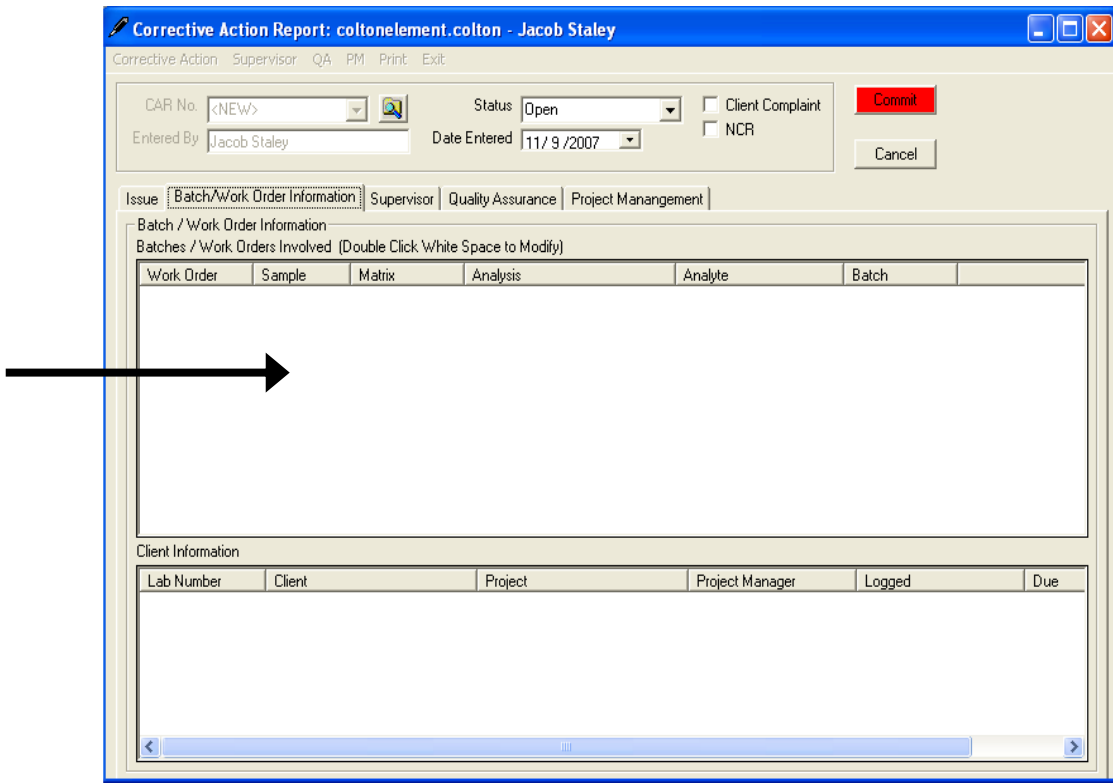 Corrective Action Report: coltonelement.colton - Jacob Staley
Corrective Action Supervisor QA PM Print Exit
CAR No. <NEW> Status Open Client Complaint Commit
NCR
Entered By Jacob Staley Date Entered 11/ 9 /2007 Cancel
Issue Batch/Work Order Information Supervisor Quality Assurance Project Manangement
Batch / Work Order Information
Batches / Work Orders Involved (Double Click White Space to Modify)
Work Order Sample Matrix Analysis Analyte Batch
Client Information
Lab Number Client Project Project Manager Logged Due